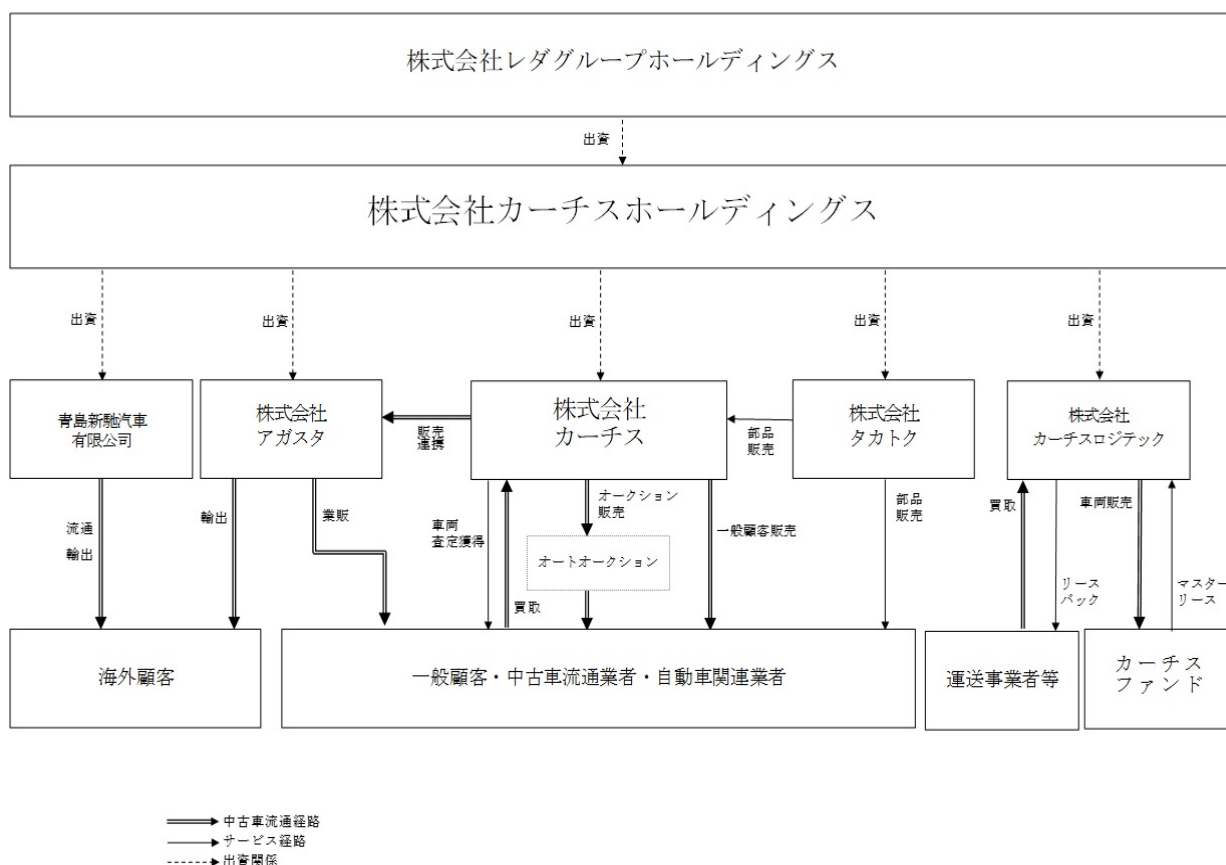 株式会社レダグループホールディングス
出資
株式会社カーチスホールディングス
出資
出資
出資
出資
出資
青島新馳汽車
有限公司
株式会社
アガスタ
株式会社
カーチス
株式会社
タカトク
株式会社
カーチスロジテック
販売
連携
部品
販売
流通
輸出
輸出
業販
車両
査定獲得
買取
オークション
販売
オートオークション
一般顧客販売
部品
販売
買取
リース
バック
車両販売
マスター
リース
海外顧客
一般顧客・中古車流通業者・自動車関連業者
運送事業者等
カーチス
ファンド
中古車流通経路
サービス経路
出資関係